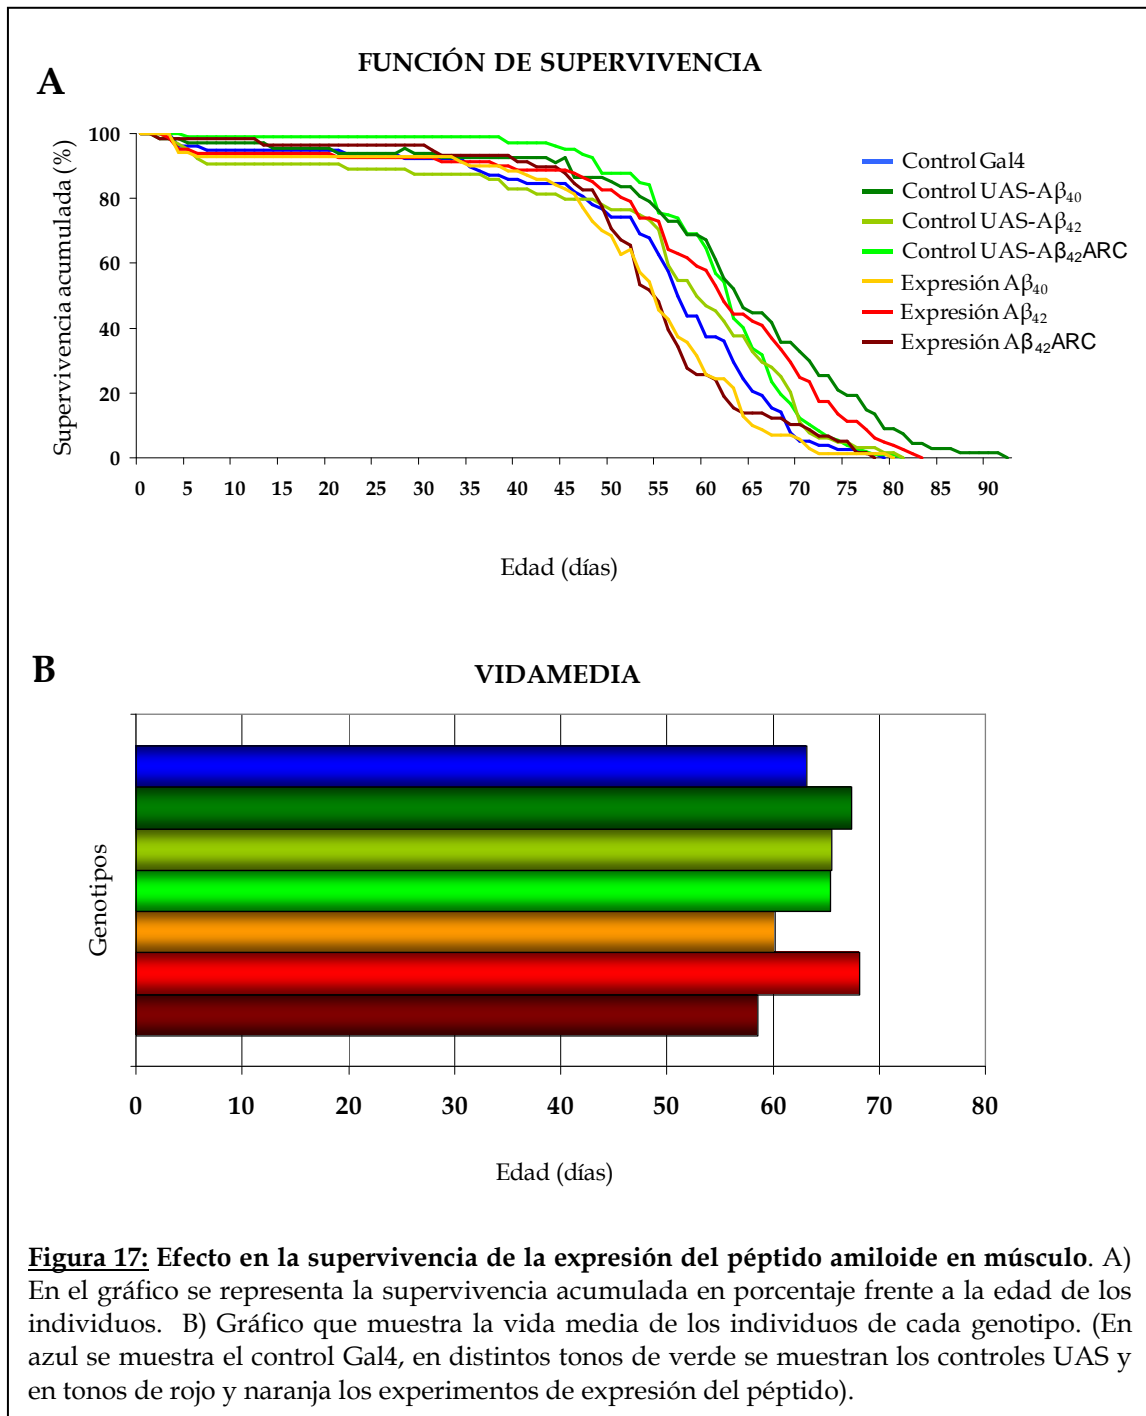 A
FUNCIÓN DE SUPERVIVENCIA
Supervivencia acumulada (%)
100
80
60
40
20
0
0 5 10 15 20 25 30 35 40 45 50 55 60 65 70 75 80 85 90
Edad (días)
Control Gal4
Control UAS-Aβ₄₀
Control UAS-Aβ₄₂
Control UAS-Aβ₄₂ARC
Expresión Aβ₄₀
Expresión Aβ₄₂
Expresión Aβ₄₂ARC
B
VIDAMEDIA
Genotipos
0 10 20 30 40 50 60 70 80
Edad (días)
Figura 17: Efecto en la supervivencia de la expresión del péptido amiloide en músculo. A)
En el gráfico se representa la supervivencia acumulada en porcentaje frente a la edad de los
individuos. B) Gráfico que muestra la vida media de los individuos de cada genotipo. (En
azul se muestra el control Gal4, en distintos tonos de verde se muestran los controles UAS y
en tonos de rojo y naranja los experimentos de expresión del péptido).